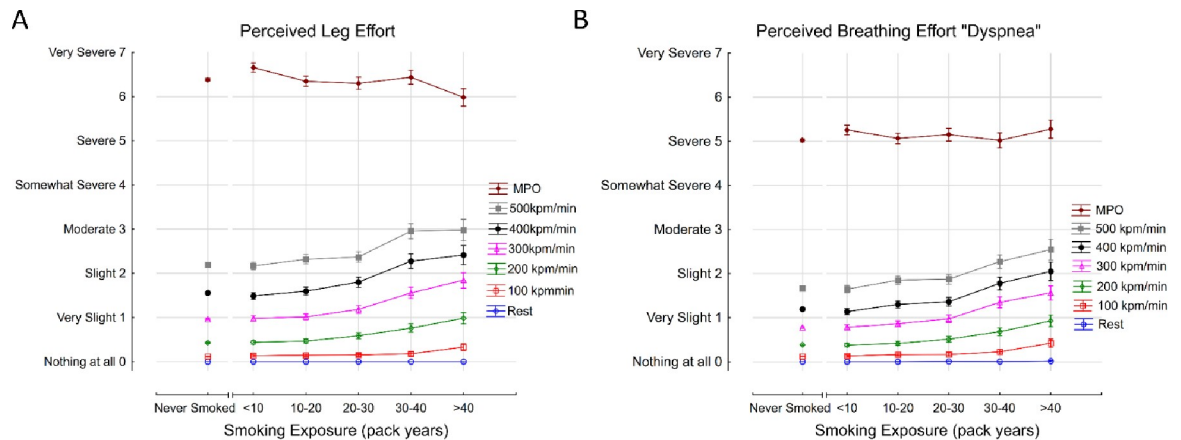 A
Perceived Leg Effort
Very Severe 7
6
Severe 5
Somewhat Severe 4
Moderate 3
Slight 2
Very Slight 1
Nothing at all 0
MPO
500kpm/min
400kpm/min
300kpm/min
200 kpm/min
100 kpmmin
Rest
Never Smoked <10 10-20 20-30 30-40 >40
Smoking Exposure (pack years)
B
Perceived Breathing Effort "Dyspnea"
Very Severe 7
6
Severe 5
Somewhat Severe 4
Moderate 3
Slight 2
Very Slight 1
Nothing at all 0
MPO
500 kpm/min
400 kpm/min
300 kpm/min
200 kpm/min
100 kpm/min
Rest
Never Smoked <10 10-20 20-30 30-40 >40
Smoking Exposure (pack years)